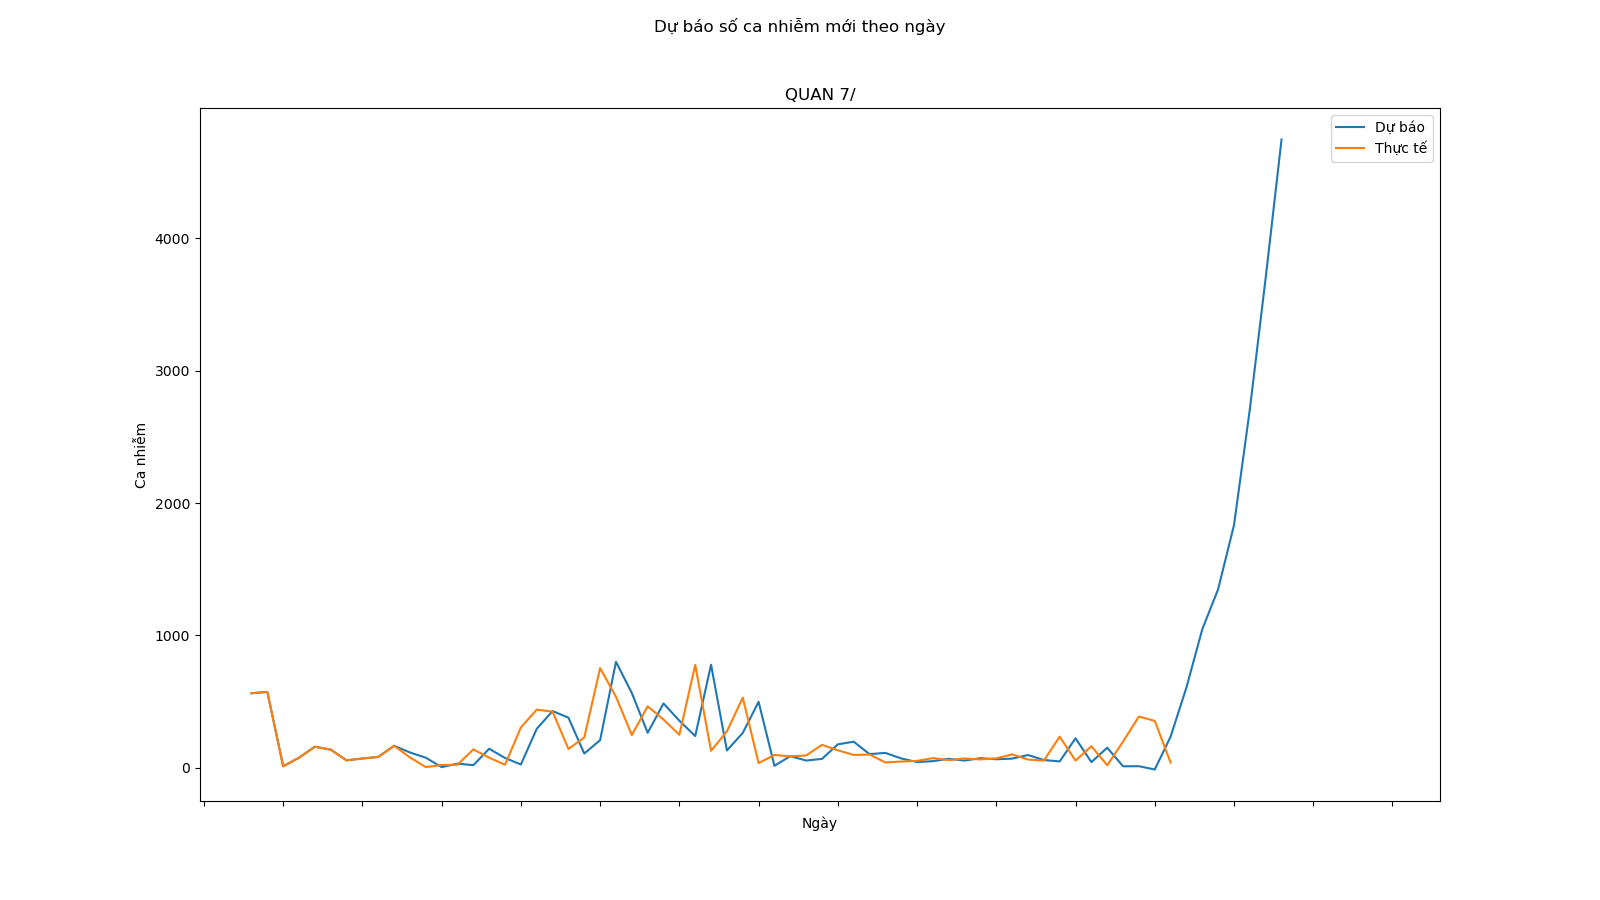 Dự báo số ca nhiễm mới theo ngày
QUAN 7/
Dự báo
Thực tế
4000
3000
2000
1000
0
Ca nhiễm
Ngày